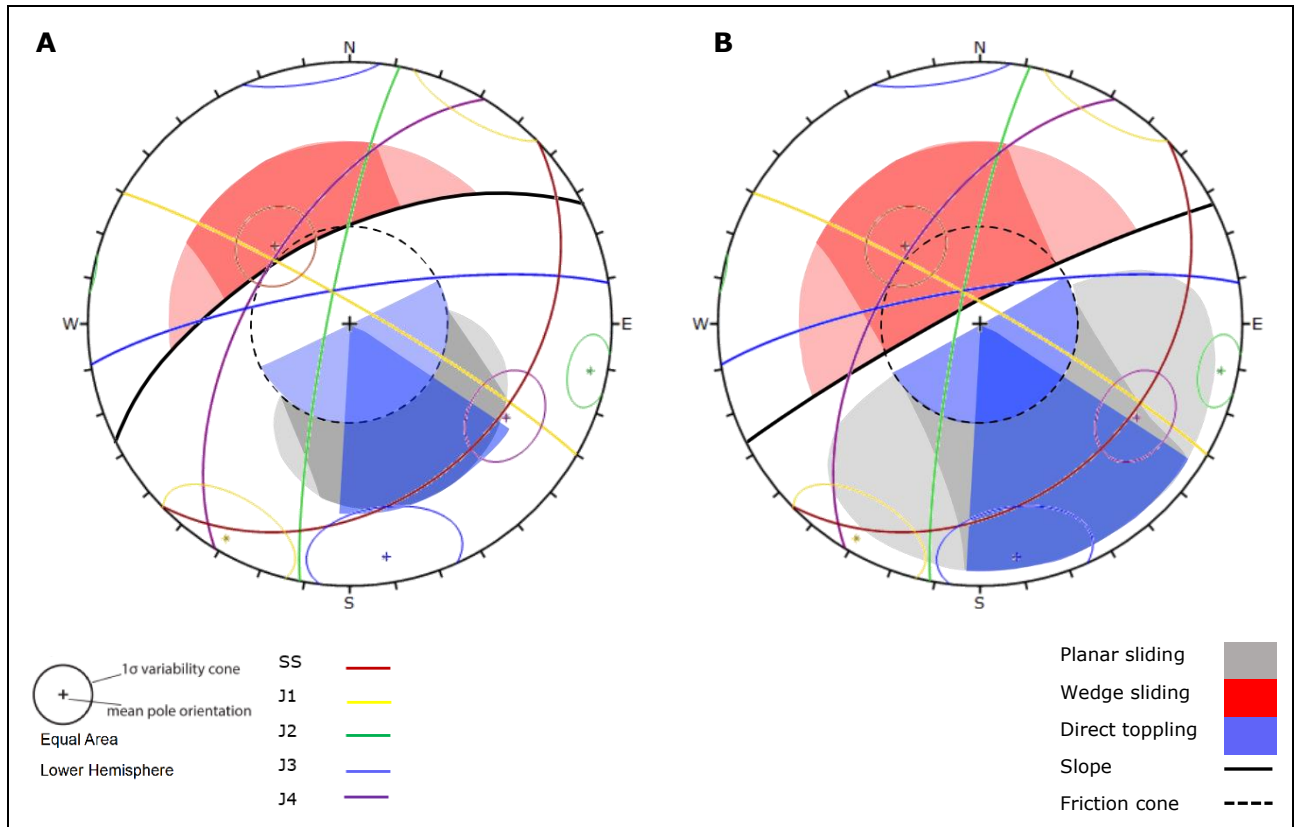 A
B
N
N
W
E
W
E
S
S
1σ variability cone
mean pole orientation
Equal Area
Lower Hemisphere
SS
J1
J2
J3
J4
Planar sliding
Wedge sliding
Direct toppling
Slope
Friction cone